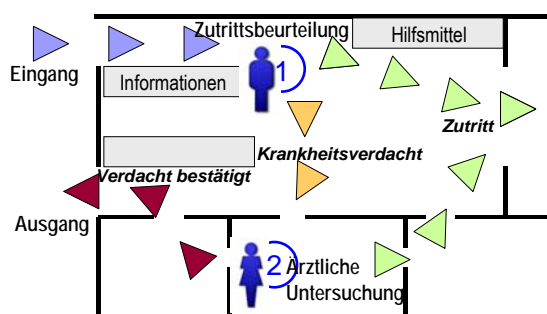 Zutrittsbeurteilung
Hilfsmittel
Eingang
1
Informationen
Zutritt
Krankheitsverdacht
Verdacht bestätigt
Ausgang
2
Ärztliche
Untersuchung